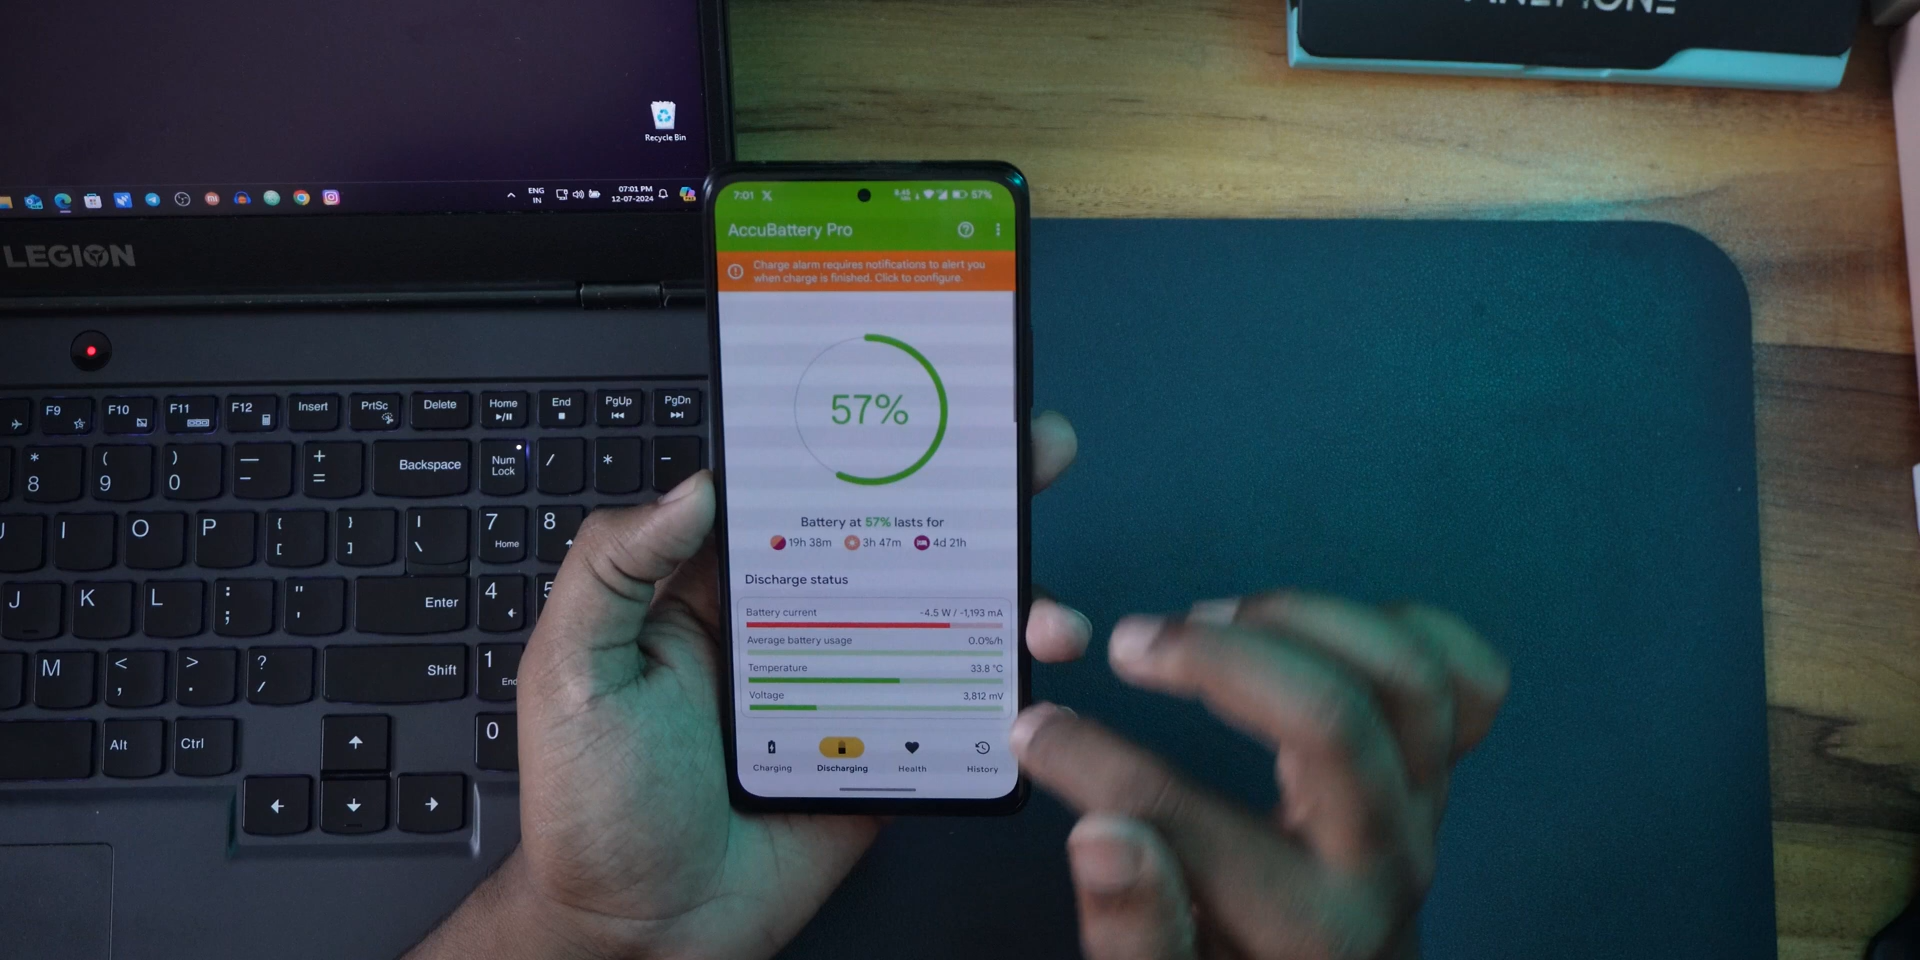 Recycle Bin
ENG
IN
07:01 PM
12-07-2024
LEGION
7:01
57%
AccuBattery Pro
Charge alarm requires notifications to alert you
when charge is finished. Click to configure.
57%
Battery at 57% lasts for
19h 38m 3h 47m 4d 21h
Discharge status
Battery current -4.5 W / -1,193 mA
Average battery usage 0.0%/h
Temperature 33.8 °C
Voltage 3,812 mV
Charging Discharging Health History
F9 F10 F11 F12 Insert PrtSc Delete Home End PgUp PgDn
* ( ) — + Backspace Num Lock / * -
8 9 0 - =
I O P { } | 7 8
[ ] \ Home
J K L : " Enter 4 5
; '
M < > ? Shift 1
, . / End
Alt Ctrl 0